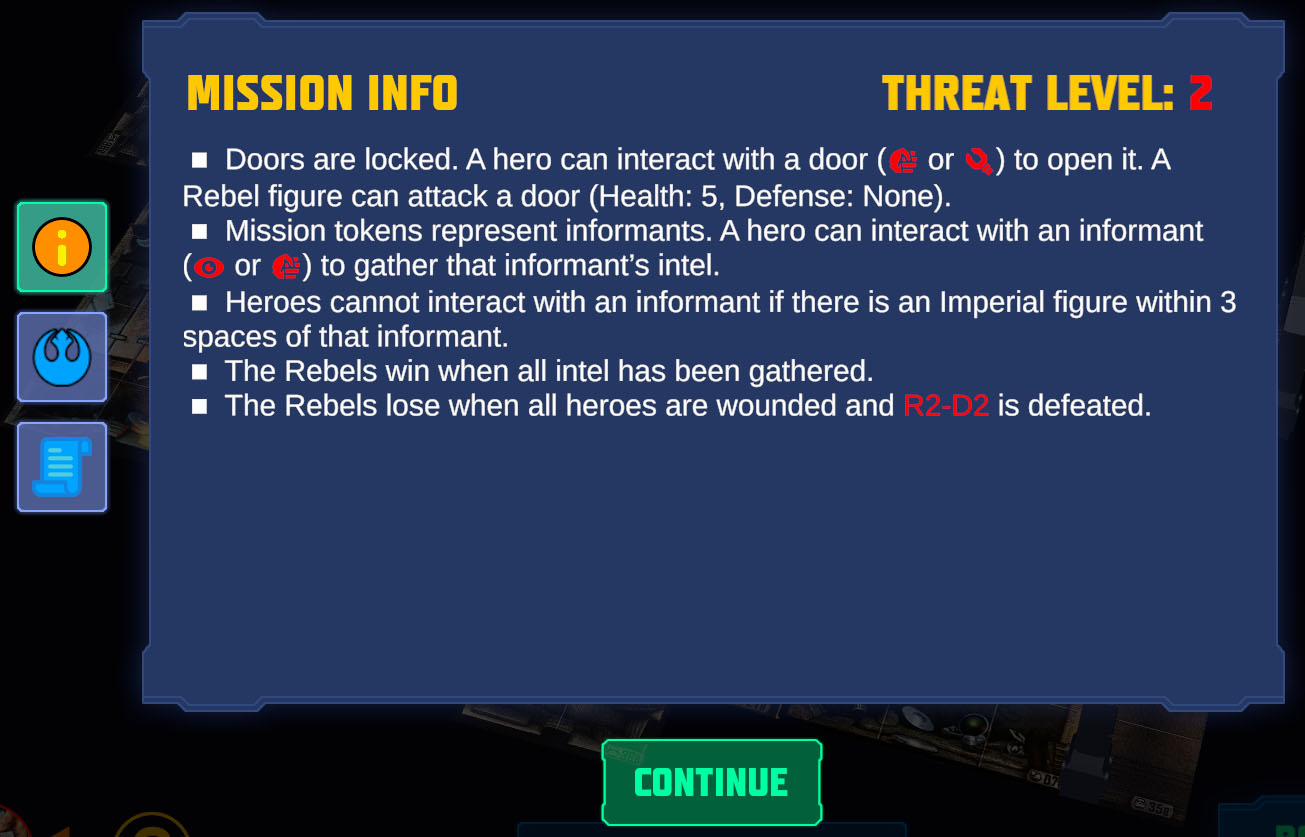 MISSION INFO
THREAT LEVEL: 2
■ Doors are locked. A hero can interact with a door ( or ) to open it. A
Rebel figure can attack a door (Health: 5, Defense: None).
■ Mission tokens represent informants. A hero can interact with an informant
( or ) to gather that informant’s intel.
■ Heroes cannot interact with an informant if there is an Imperial figure within 3
spaces of that informant.
■ The Rebels win when all intel has been gathered.
■ The Rebels lose when all heroes are wounded and R2-D2 is defeated.
CONTINUE
35B